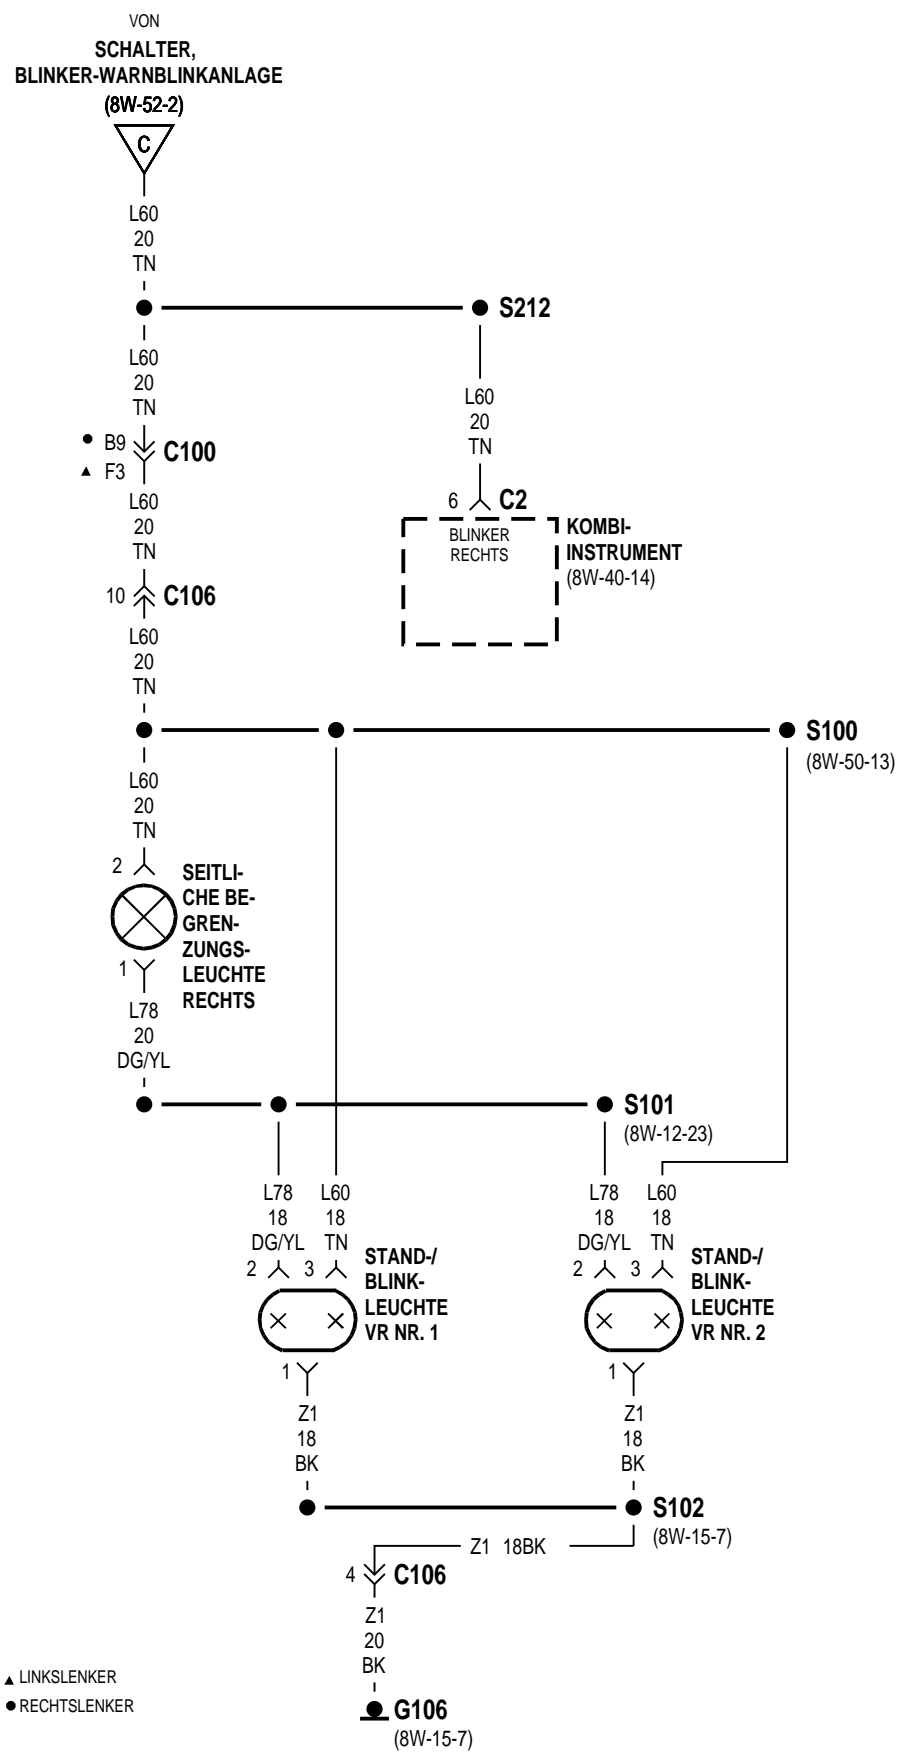 VON
SCHALTER,
BLINKER-WARNBLINKANLAGE
(8W-52-2)
C
L60
20
TN
S212
L60
20
TN
L60
20
TN
B9
F3
C100
6
C2
BLINKER
RECHTS
KOMBI-
INSTRUMENT
(8W-40-14)
L60
20
TN
10
C106
L60
20
TN
S100
(8W-50-13)
L60
20
TN
2
SEITLI-
CHE BE-
GREN-
ZUNGS-
LEUCHTE
RECHTS
1
L78
20
DG/YL
S101
(8W-12-23)
L78
18
DG/YL
2
L60
18
TN
3
STAND-/
BLINK-
LEUCHTE
VR NR. 1
1
L78
18
DG/YL
2
L60
18
TN
3
STAND-/
BLINK-
LEUCHTE
VR NR. 2
1
Z1
18
BK
Z1
18
BK
S102
(8W-15-7)
Z1 18BK
4
C106
Z1
20
BK
G106
(8W-15-7)
▲ LINKSLENKER
● RECHTSLENKER